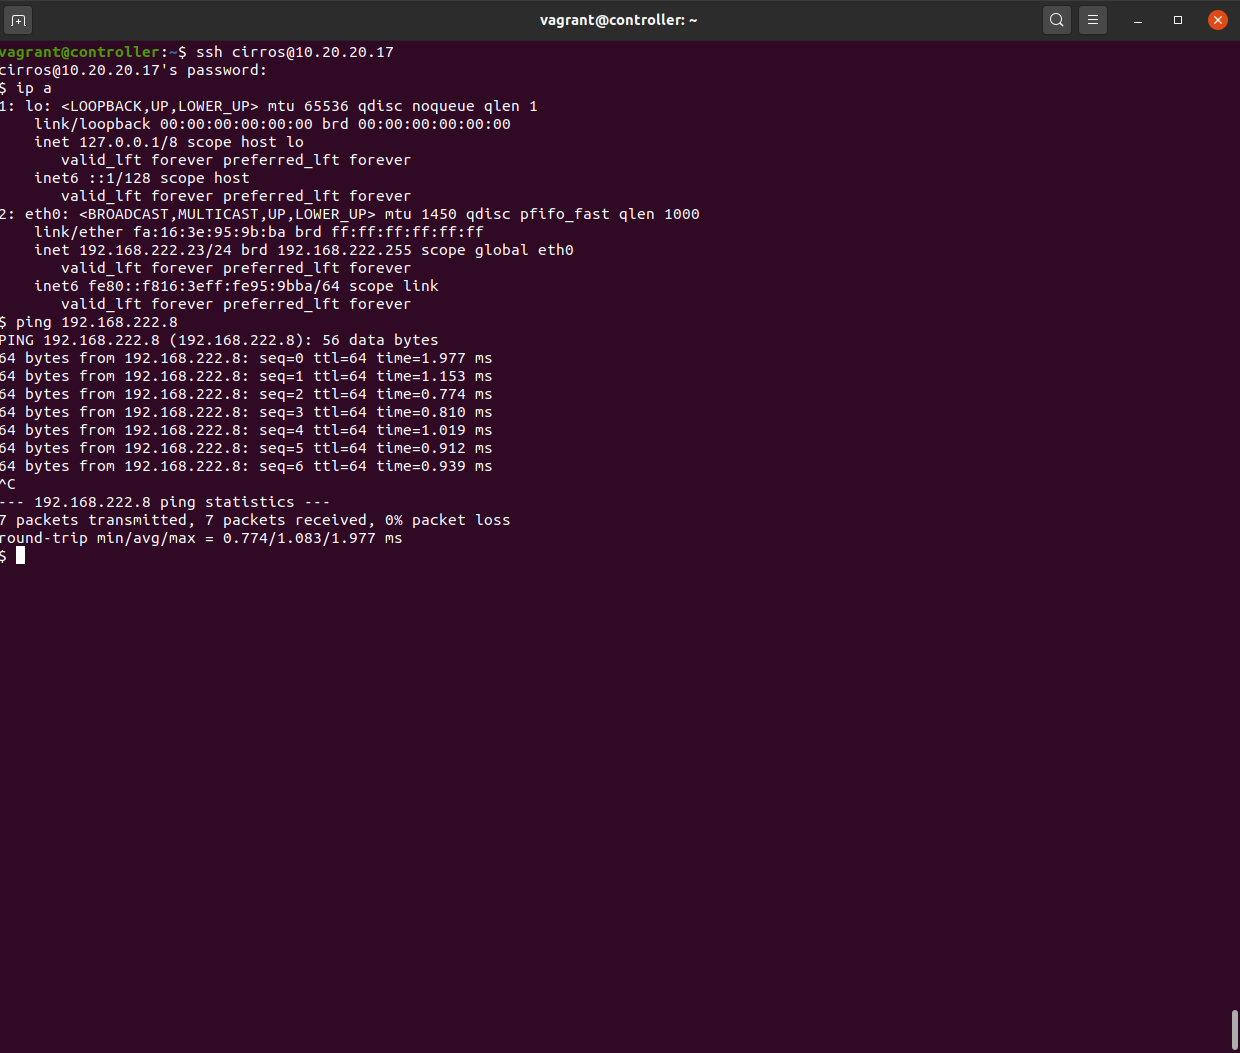 vagrant@controller: ~
vagrant@controller:~$ ssh cirros@10.20.20.17
cirros@10.20.20.17's password:
$ ip a
1: lo: <LOOPBACK,UP,LOWER_UP> mtu 65536 qdisc noqueue qlen 1
    link/loopback 00:00:00:00:00:00 brd 00:00:00:00:00:00
    inet 127.0.0.1/8 scope host lo
       valid_lft forever preferred_lft forever
    inet6 ::1/128 scope host
       valid_lft forever preferred_lft forever
2: eth0: <BROADCAST,MULTICAST,UP,LOWER_UP> mtu 1450 qdisc pfifo_fast qlen 1000
    link/ether fa:16:3e:95:9b:ba brd ff:ff:ff:ff:ff:ff
    inet 192.168.222.23/24 brd 192.168.222.255 scope global eth0
       valid_lft forever preferred_lft forever
    inet6 fe80::f816:3eff:fe95:9bba/64 scope link
       valid_lft forever preferred_lft forever
$ ping 192.168.222.8
PING 192.168.222.8 (192.168.222.8): 56 data bytes
64 bytes from 192.168.222.8: seq=0 ttl=64 time=1.977 ms
64 bytes from 192.168.222.8: seq=1 ttl=64 time=1.153 ms
64 bytes from 192.168.222.8: seq=2 ttl=64 time=0.774 ms
64 bytes from 192.168.222.8: seq=3 ttl=64 time=0.810 ms
64 bytes from 192.168.222.8: seq=4 ttl=64 time=1.019 ms
64 bytes from 192.168.222.8: seq=5 ttl=64 time=0.912 ms
64 bytes from 192.168.222.8: seq=6 ttl=64 time=0.939 ms
^C
--- 192.168.222.8 ping statistics ---
7 packets transmitted, 7 packets received, 0% packet loss
round-trip min/avg/max = 0.774/1.083/1.977 ms
$